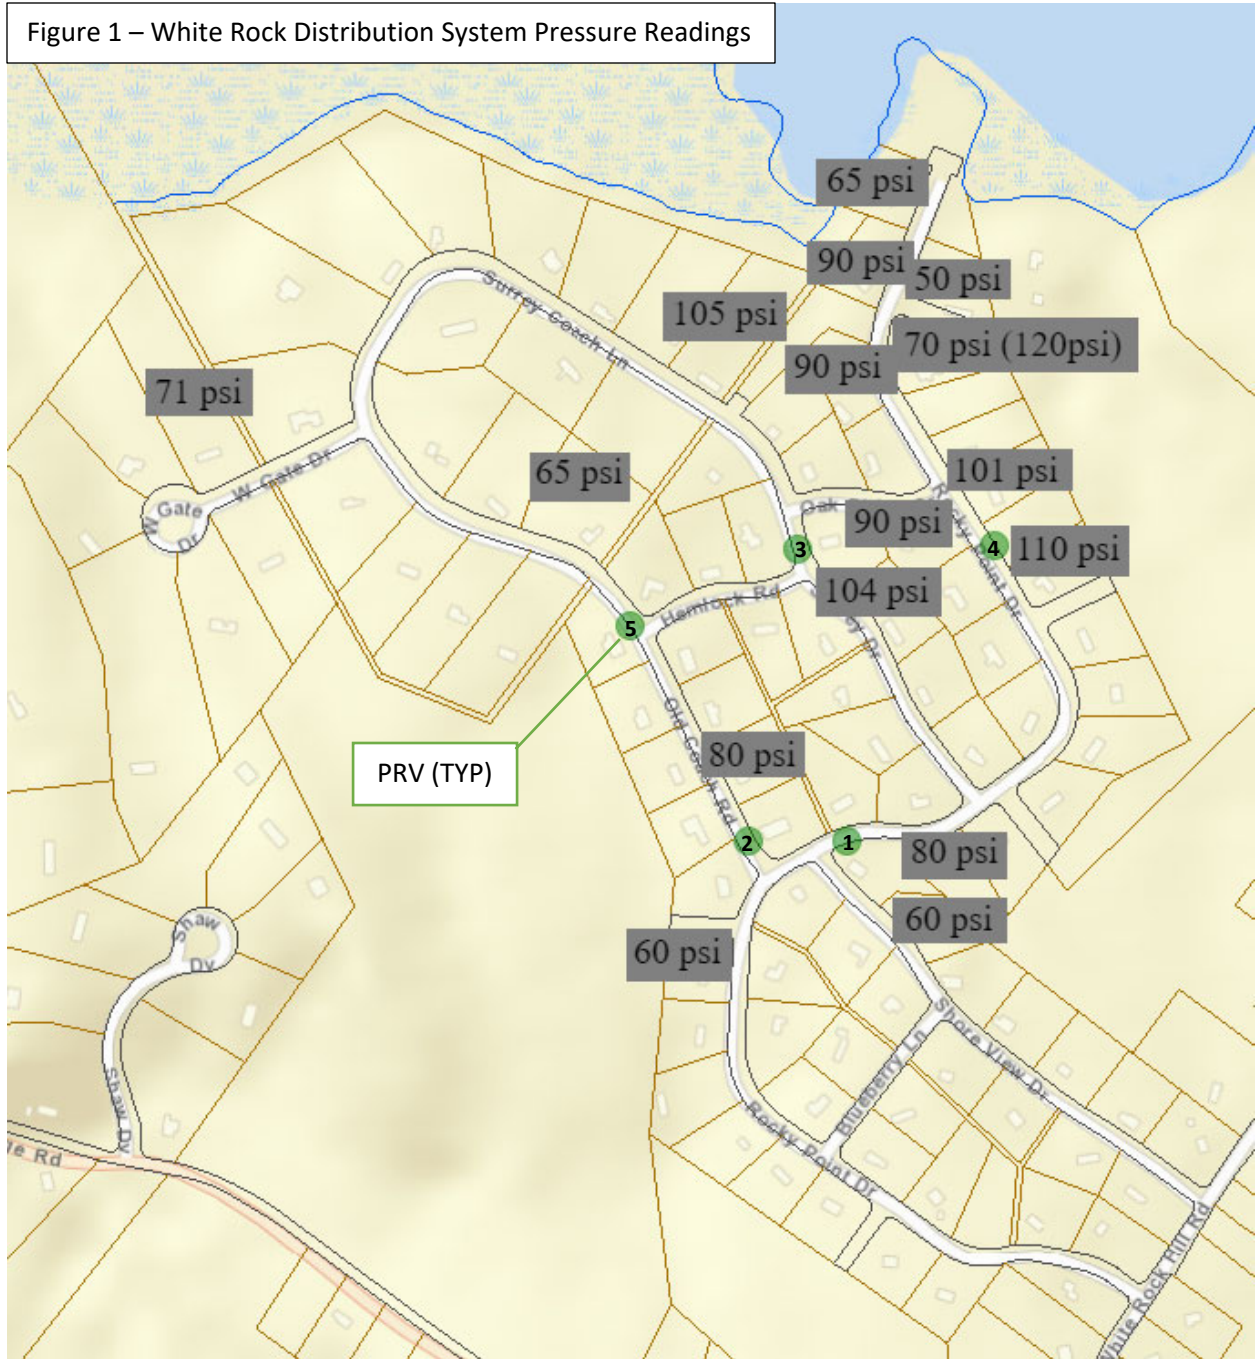 Figure 1 – White Rock Distribution System Pressure Readings
65 psi
90 psi
50 psi
Surrey Coach Ln
105 psi
70 psi (120psi)
90 psi
71 psi
W Gate Dr
65 psi
101 psi
W Gate
Dr
Oak
90 psi
Rocky Point Dr
3
4
110 psi
104 psi
Hemlock Rd
5
Dr
Old Coach Rd
80 psi
PRV (TYP)
2
1
80 psi
60 psi
Shaw
Dv
60 psi
Shore View Dr
Blueberry Ln
Shaw Dv
Rocky Point Dr
Rd
White Rock Hill Rd